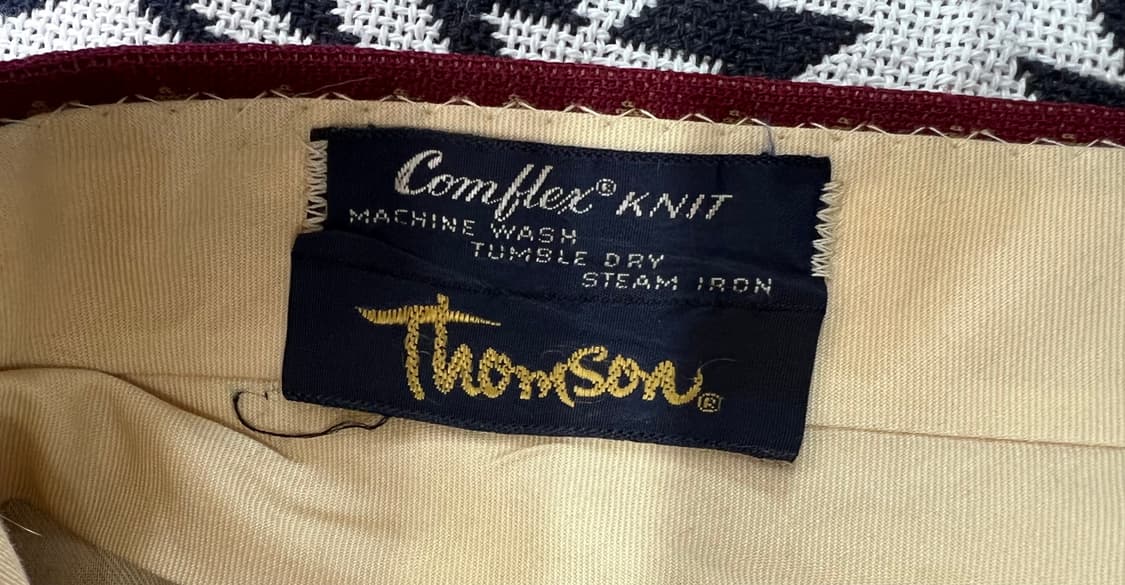 Comflex® KNIT
MACHINE WASH
TUMBLE DRY
STEAM IRON
Thomson®